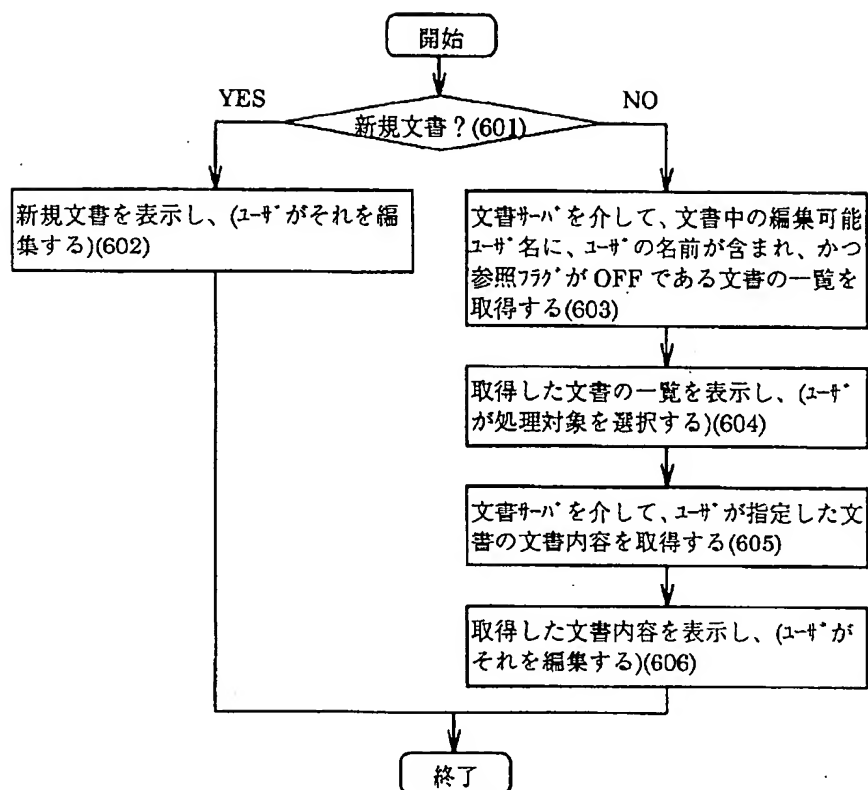 開始
YES
NO
新規文書？(601)
新規文書を表示し、(ﾕｰｻﾞがそれを編
集する)(602)
文書ｻｰﾊﾞを介して、文書中の編集可能
ﾕｰｻﾞ名に、ﾕｰｻﾞの名前が含まれ、かつ
参照ﾌﾗｸﾞが OFF である文書の一覧を
取得する(603)
取得した文書の一覧を表示し、(ﾕｰｻﾞ
が処理対象を選択する)(604)
文書ｻｰﾊﾞを介して、ﾕｰｻﾞが指定した文
書の文書内容を取得する(605)
取得した文書内容を表示し、(ﾕｰｻﾞが
それを編集する)(606)
終了